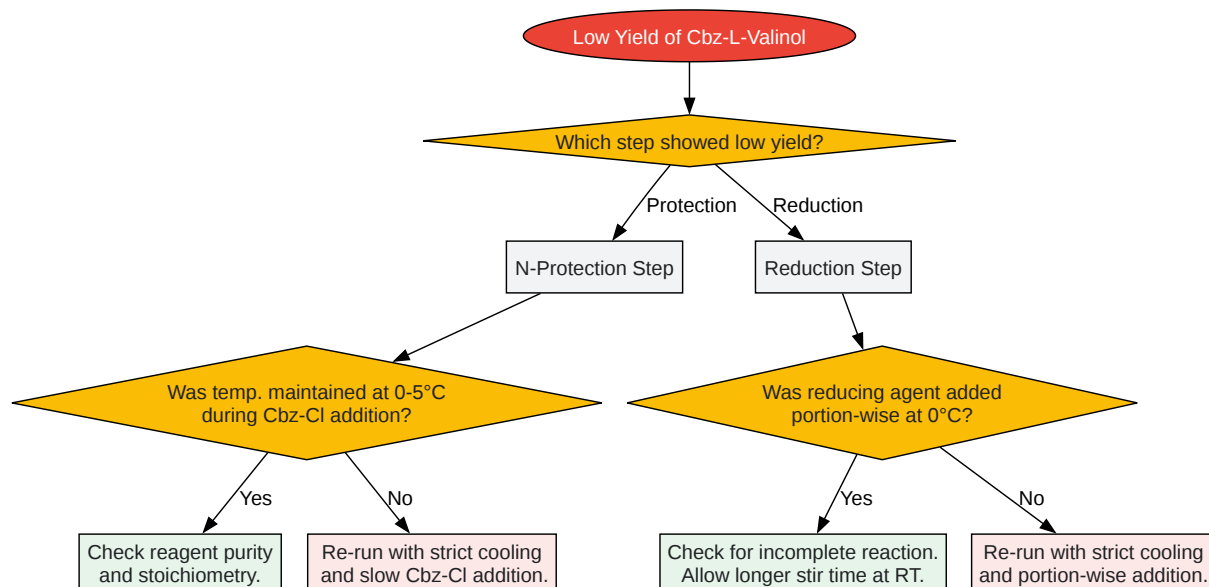 Low Yield of Cbz-L-Valinol
Which step showed low yield?
Protection
Reduction
N-Protection Step
Reduction Step
Was temp. maintained at 0-5°C
during Cbz-Cl addition?
Was reducing agent added
portion-wise at 0°C?
Yes
No
Yes
No
Check reagent purity
and stoichiometry.
Re-run with strict cooling
and slow Cbz-Cl addition.
Check for incomplete reaction.
Allow longer stir time at RT.
Re-run with strict cooling
and portion-wise addition.